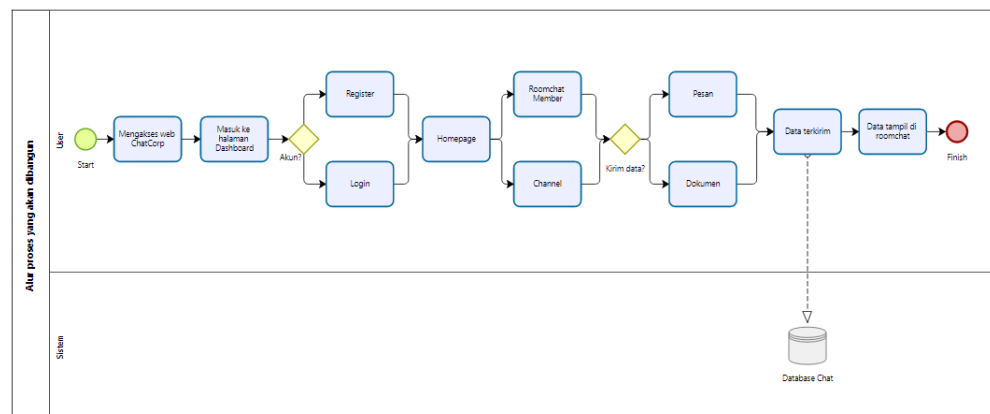 Alur proses yang akan dibangun
User
Start
Mengakses web
ChatCorp
Masuk ke
halaman
Dashboard
Akun?
Register
Login
Homepage
Roomchat
Member
Channel
Kirim data?
Pesan
Dokumen
Data terkirim
Data tampil di
roomchat
Finish
Sistem
Database Chat